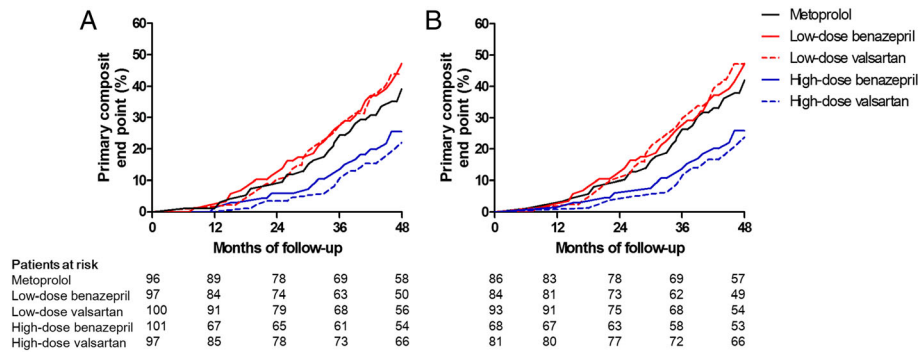 A
Primary composit
end point (%)
60
50
40
30
20
10
0
0 12 24 36 48
Months of follow-up
B
Primary composit
end point (%)
60
50
40
30
20
10
0
0 12 24 36 48
Months of follow-up
Metoprolol
Low-dose benazepril
Low-dose valsartan
High-dose benazepril
High-dose valsartan
Patients at risk
Metoprolol 96 89 78 69 58 86 83 78 69 57
Low-dose benazepril 97 84 74 63 50 84 81 73 62 49
Low-dose valsartan 100 91 79 68 56 93 91 75 68 54
High-dose benazepril 101 67 65 61 54 68 67 63 58 53
High-dose valsartan 97 85 78 73 66 81 80 77 72 66